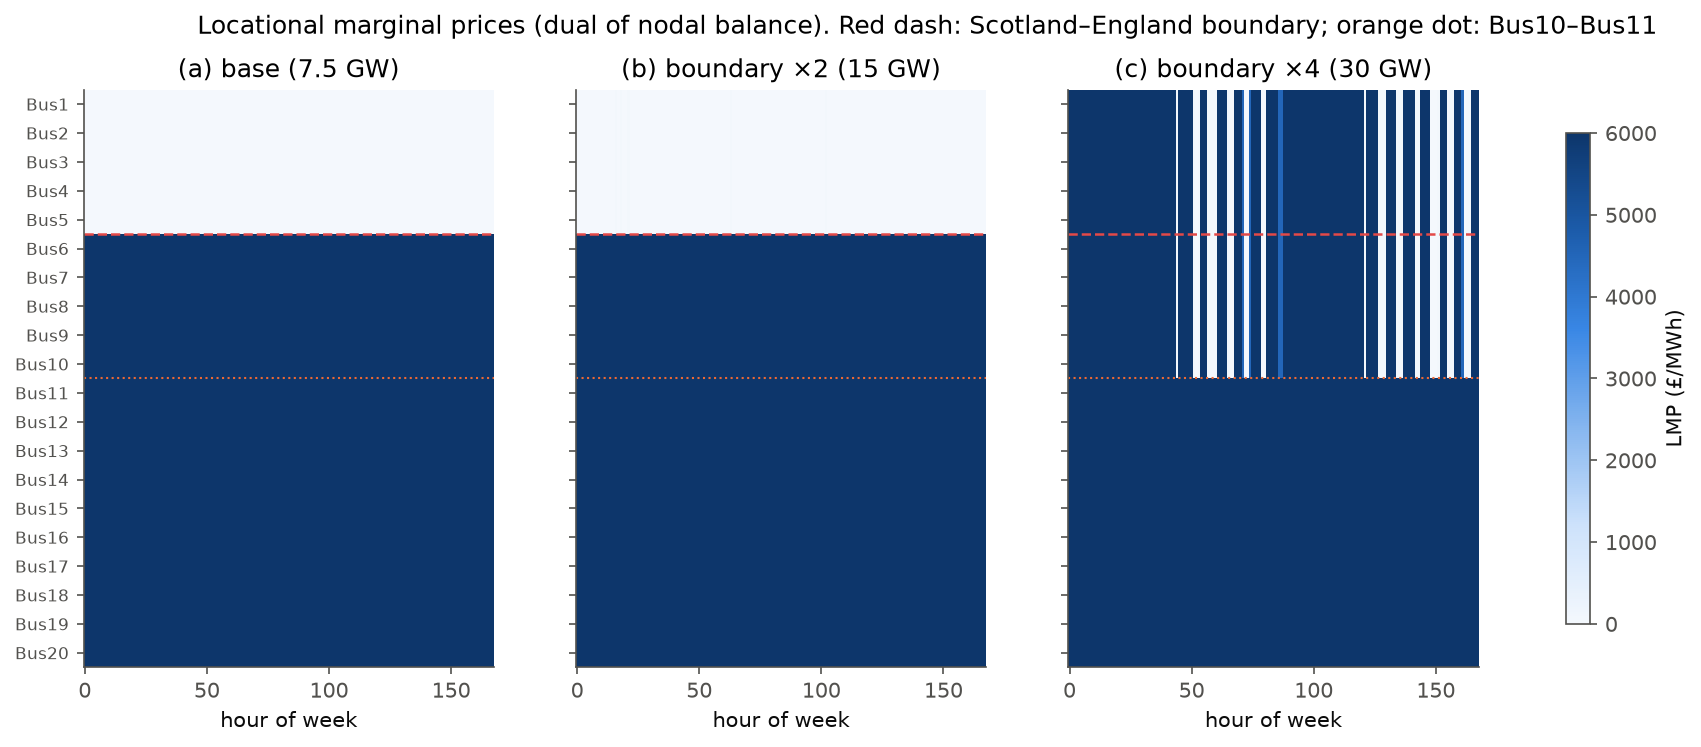 Locational marginal prices (dual of nodal balance). Red dash: Scotland–England boundary; orange dot: Bus10–Bus11
(a) base (7.5 GW)
(b) boundary ×2 (15 GW)
(c) boundary ×4 (30 GW)
Bus1
Bus2
Bus3
Bus4
Bus5
Bus6
Bus7
Bus8
Bus9
Bus10
Bus11
Bus12
Bus13
Bus14
Bus15
Bus16
Bus17
Bus18
Bus19
Bus20
0 50 100 150
hour of week
0 50 100 150
hour of week
0 50 100 150
hour of week
6000
5000
4000
3000
2000
1000
0
LMP (£/MWh)